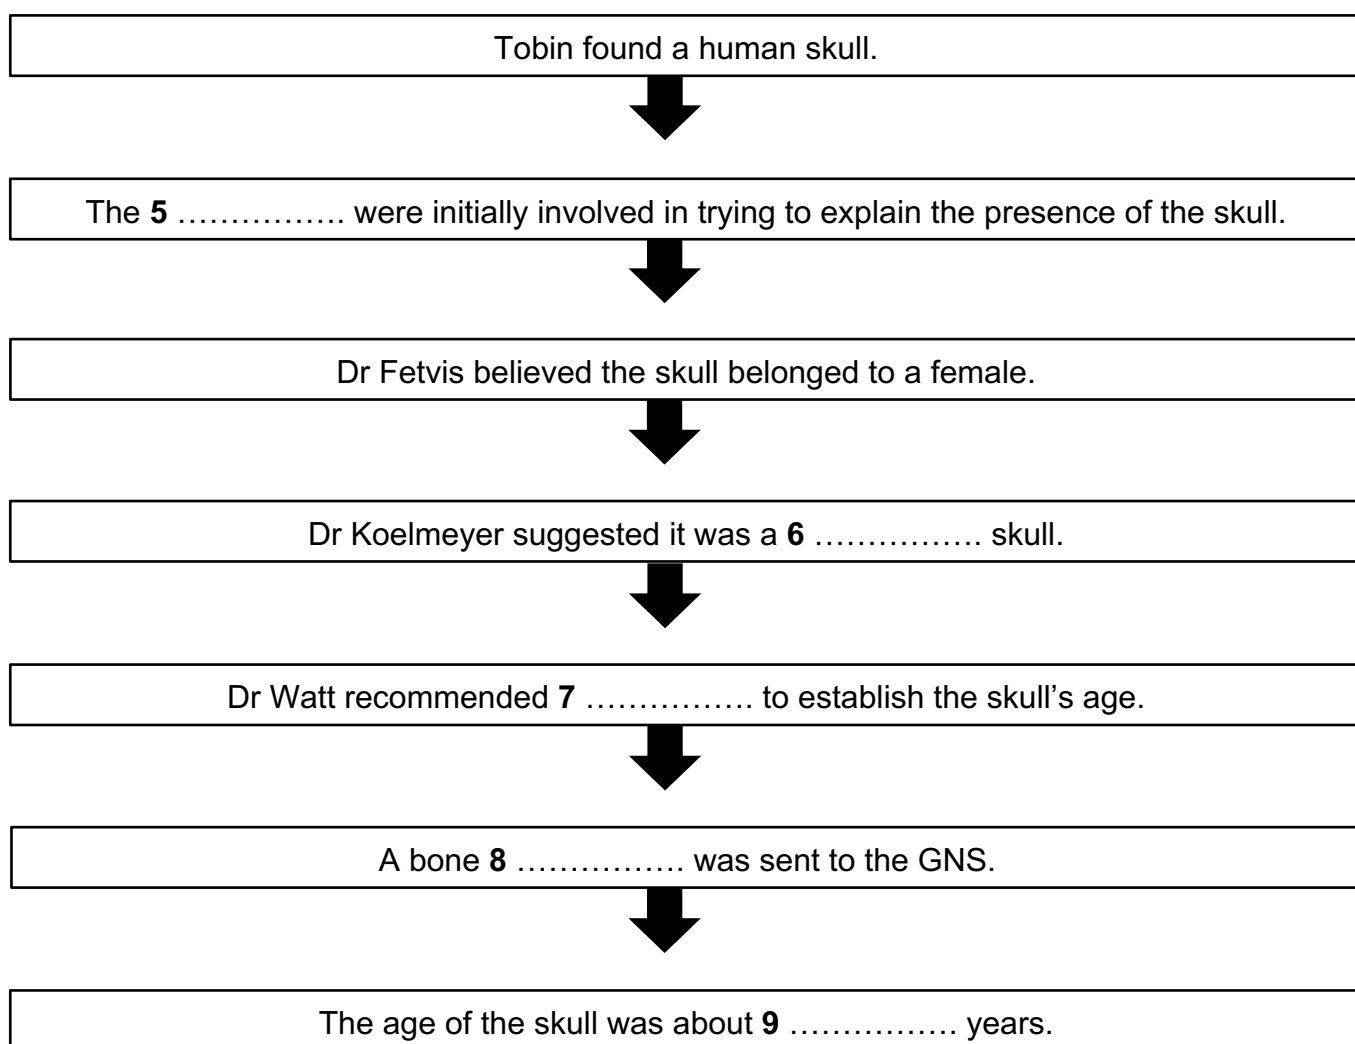 Tobin found a human skull.
The 5 ................ were initially involved in trying to explain the presence of the skull.
Dr Fetvis believed the skull belonged to a female.
Dr Koelmeyer suggested it was a 6 ................ skull.
Dr Watt recommended 7 ................ to establish the skull’s age.
A bone 8 ................ was sent to the GNS.
The age of the skull was about 9 ................ years.